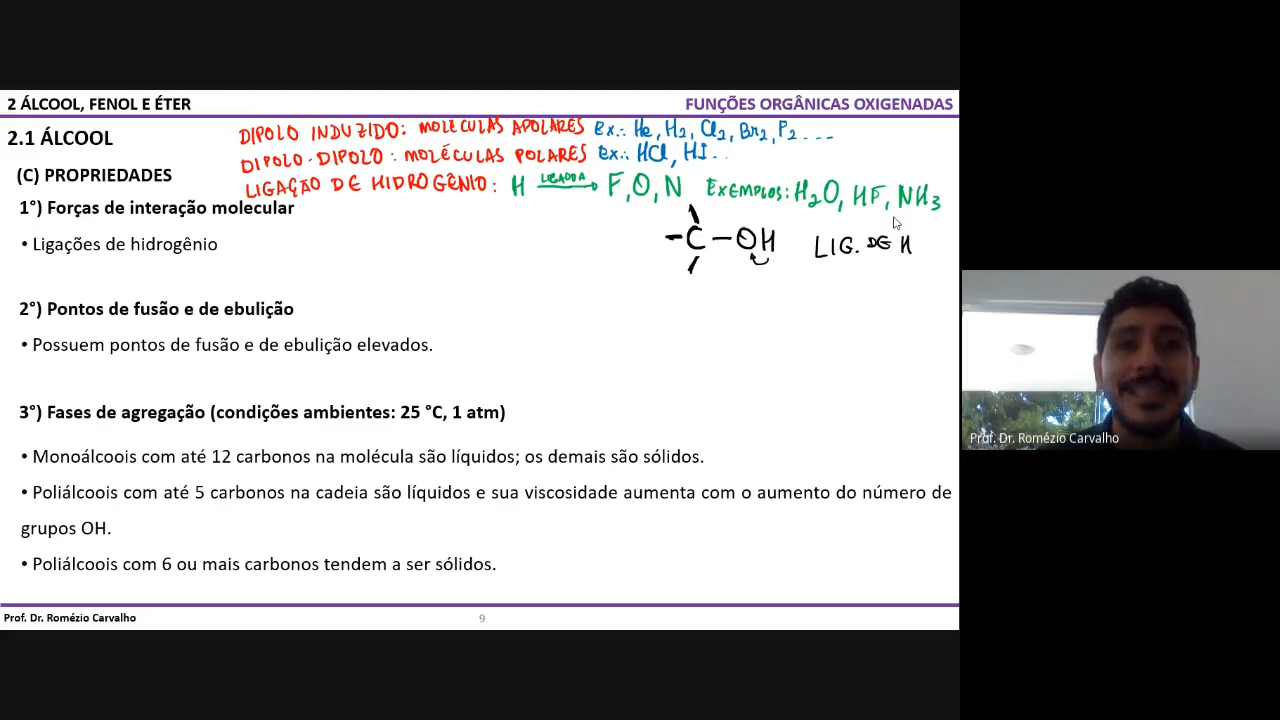 2 ÁLCOOL, FENOL E ÉTER
FUNÇÕES ORGÂNICAS OXIGENADAS
2.1 ÁLCOOL
DIPOLO INDUZIDO: MOLÉCULAS APOLARES Ex.: He, H2, Cl2, Br2, F2 ...
DIPOLO-DIPOLO: MOLÉCULAS POLARES Ex.: HCl, HI..
(C) PROPRIEDADES
LIGAÇÃO DE HIDROGÊNIO: H LIGADO A F, O, N EXEMPLOS: H2O, HF, NH3
1°) Forças de interação molecular
• Ligações de hidrogênio
C – OH LIG. DE H
2°) Pontos de fusão e de ebulição
• Possuem pontos de fusão e de ebulição elevados.
3°) Fases de agregação (condições ambientes: 25 °C, 1 atm)
• Monoálcoois com até 12 carbonos na molécula são líquidos; os demais são sólidos.
• Poliálcoois com até 5 carbonos na cadeia são líquidos e sua viscosidade aumenta com o aumento do número de
grupos OH.
• Poliálcoois com 6 ou mais carbonos tendem a ser sólidos.
Prof. Dr. Romézio Carvalho
9
Prof. Dr. Romézio Carvalho